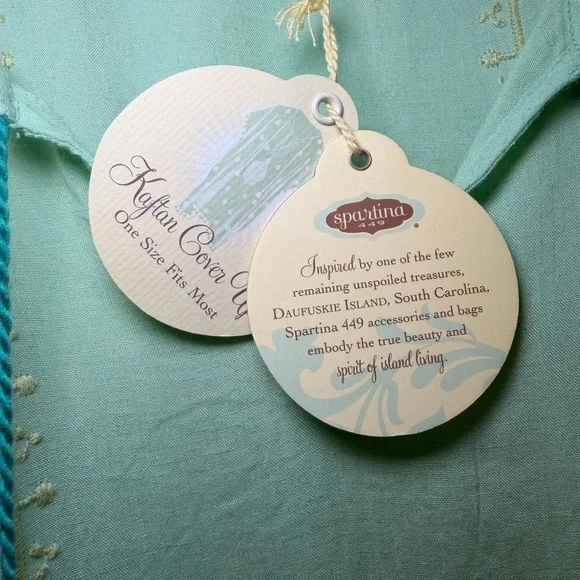 Kaftan Cover
One Size Fits Most
spartina
449
Inspired by one of the few
remaining unspoiled treasures,
DAUFUSKIE ISLAND, SOUTH CAROLINA,
Spartina 449 accessories and bags
embody the true beauty and
spirit of island living.